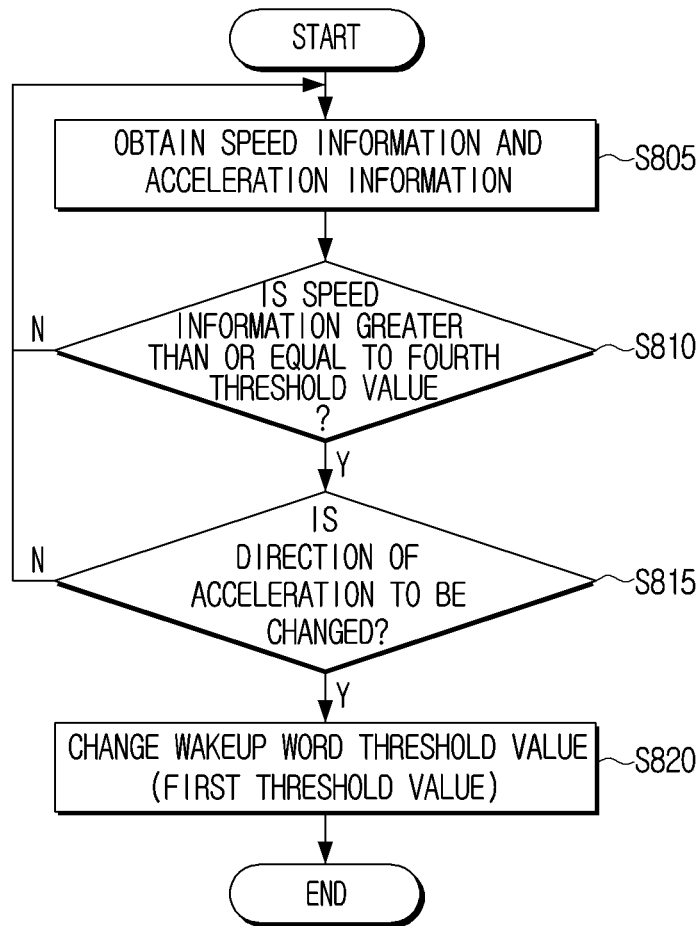 START
OBTAIN SPEED INFORMATION AND
ACCELERATION INFORMATION
S805
IS SPEED
INFORMATION GREATER
THAN OR EQUAL TO FOURTH
THRESHOLD VALUE
?
S810
N
Y
IS
DIRECTION OF
ACCELERATION TO BE
CHANGED?
S815
N
Y
CHANGE WAKEUP WORD THRESHOLD VALUE
(FIRST THRESHOLD VALUE)
S820
END